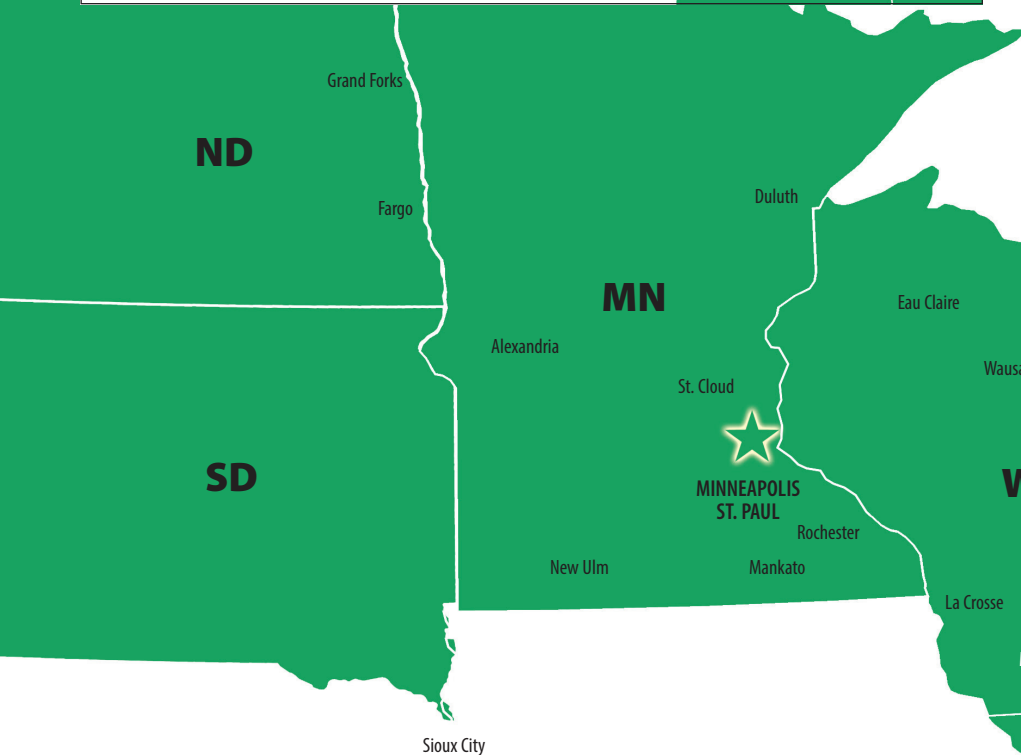 Grand Forks
ND
Duluth
Fargo
MN
Eau Claire
Alexandria
Wausa
St. Cloud
SD
MINNEAPOLIS
ST. PAUL
Rochester
New Ulm
Mankato
La Crosse
Sioux City